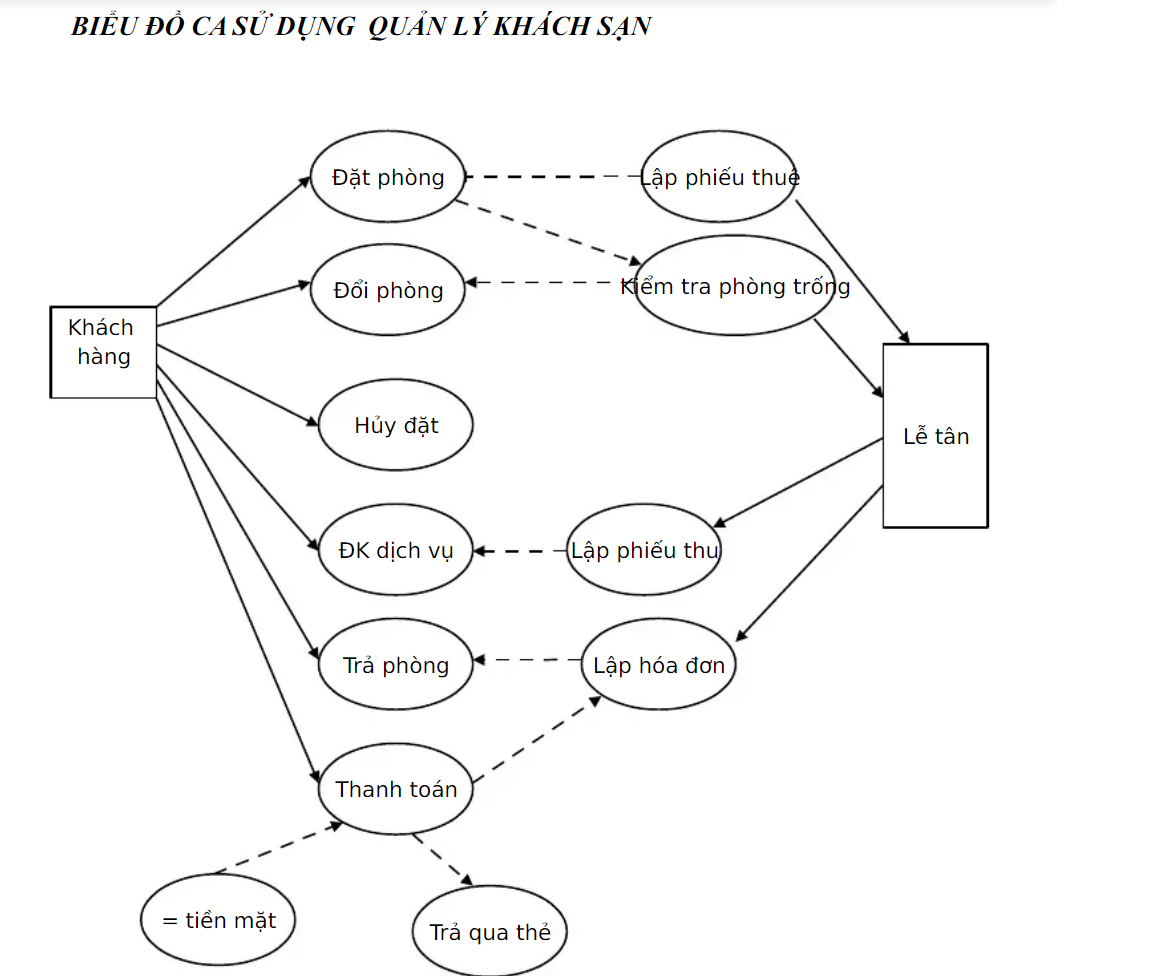 BIỂU ĐỒ CA SỬ DỤNG QUẢN LÝ KHÁCH SẠN
Đặt phòng
Lập phiếu thuê
Đổi phòng
Kiểm tra phòng trống
Khách
hàng
Hủy đặt
Lễ tân
ĐK dịch vụ
Lập phiếu thu
Trả phòng
Lập hóa đơn
Thanh toán
= tiền mặt
Trả qua thẻ